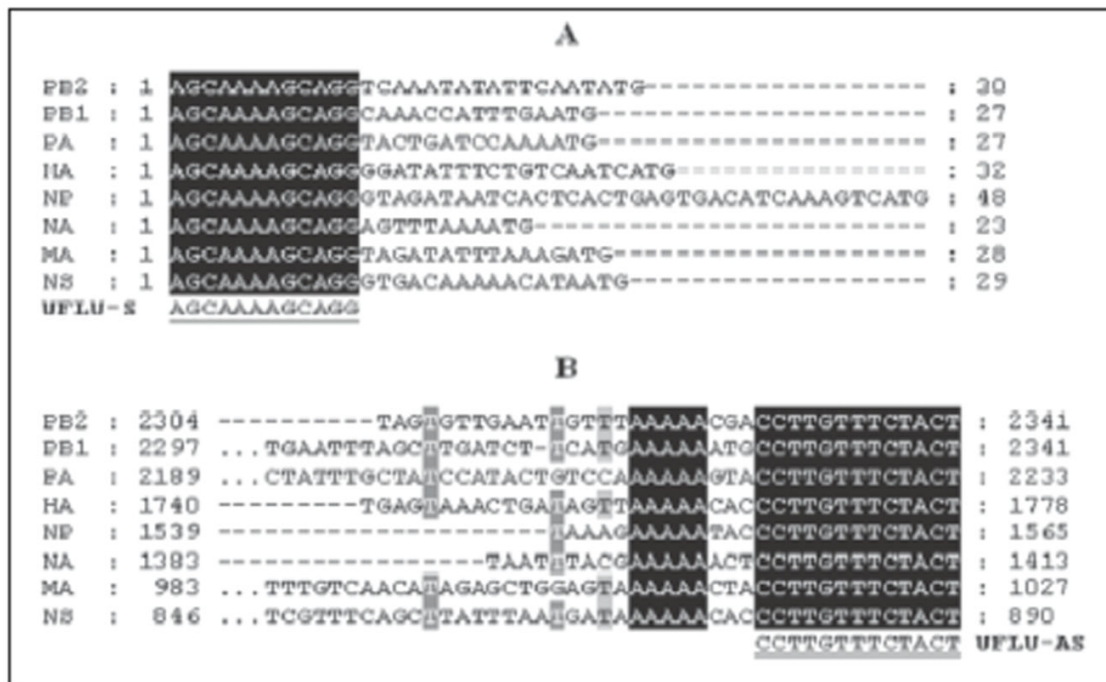 A
PB2 : 1 AGCAAAAGCAGGTCAAATATATTCAATATG------------------ : 30
PB1 : 1 AGCAAAAGCAGGCAAACCATTTGAATG--------------------- : 27
PA : 1 AGCAAAAGCAGGTACTGATCCAAAATG--------------------- : 27
HA : 1 AGCAAAAGCAGGGGATATTTCTGTCAATCATG---------------- : 32
NP : 1 AGCAAAAGCAGGGTAGATAATCACTCACTGAGTGACATCAAAGTCATG : 48
NA : 1 AGCAAAAGCAGGAGTTTAAAATG------------------------- : 23
MA : 1 AGCAAAAGCAGGTAGATATTTAAAGATG-------------------- : 28
NS : 1 AGCAAAAGCAGGGTGACAAAAACATAATG------------------- : 29
UFLU-S AGCAAAAGCAGG
B
PB2 : 2304 ----------TAGTGTTGAATTGTTTAAAAACGACCTTGTTTCTACT : 2341
PB1 : 2297 ...TGAATTTAGCTTGATCT-TCATGAAAAAATGCCTTGTTTCTACT : 2341
PA : 2189 ...CTATTTGCTATCCATACTGTCCAAAAAAGTACCTTGTTTCTACT : 2233
HA : 1740 ---------TGAGTAAACTGATAGTTAAAAACACCCTTGTTTCTACT : 1778
NP : 1539 ---------------------TAAAGAAAAATACCCTTGTTTCTACT : 1565
NA : 1383 -----------------TAATTTACGAAAAAACTCCTTGTTTCTACT : 1413
MA : 983 ...TTTGTCAACATAGAGCTGGAGTAAAAAACTACCTTGTTTCTACT : 1027
NS : 846 ...TCGTTTCAGCTTATTTAATGATAAAAAACACCCTTGTTTCTACT : 890
CCTTGTTTCTACT UFLU-AS